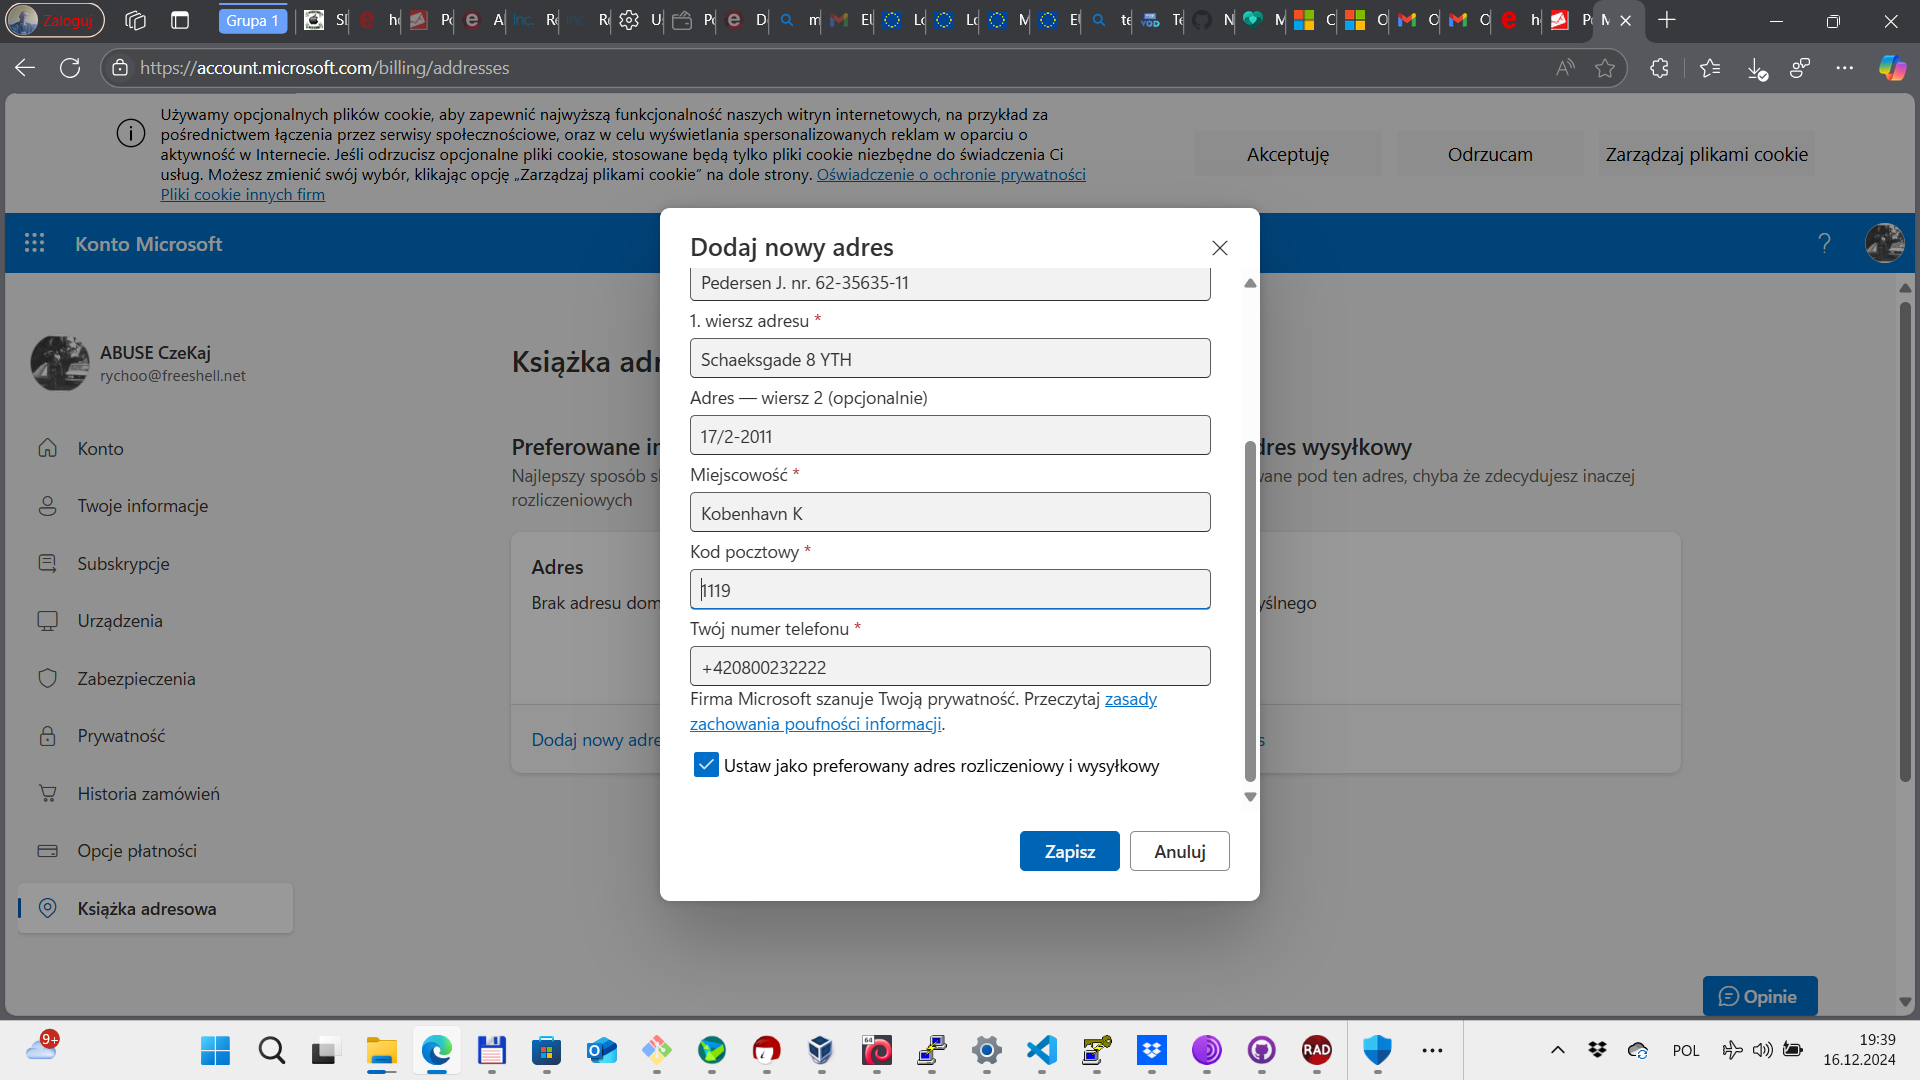 Zaloguj
Grupa 1
https://account.microsoft.com/billing/addresses
Używamy opcjonalnych plików cookie, aby zapewnić najwyższą funkcjonalność naszych witryn internetowych, na przykład za
pośrednictwem łączenia przez serwisy społecznościowe, oraz w celu wyświetlania spersonalizowanych reklam w oparciu o
aktywność w Internecie. Jeśli odrzucisz opcjonalne pliki cookie, stosowane będą tylko pliki cookie niezbędne do świadczenia Ci
usług. Możesz zmienić swój wybór, klikając opcję „Zarządzaj plikami cookie” na dole strony. Oświadczenie o ochronie prywatności
Pliki cookie innych firm
Akceptuję
Odrzucam
Zarządzaj plikami cookie
Konto Microsoft
ABUSE CzeKaj
rychoo@freeshell.net
Konto
Twoje informacje
Subskrypcje
Urządzenia
Zabezpieczenia
Prywatność
Historia zamówień
Opcje płatności
Książka adresowa
Książka adr
Preferowane in
Najlepszy sposób s
rozliczeniowych
Adres
Brak adresu dom
Dodaj nowy adre
dres wysyłkowy
wane pod ten adres, chyba że zdecydujesz inaczej
yślnego
s
Dodaj nowy adres
Pedersen J. nr. 62-35635-11
1. wiersz adresu *
Schaeksgade 8 YTH
Adres — wiersz 2 (opcjonalnie)
17/2-2011
Miejscowość *
Kobenhavn K
Kod pocztowy *
1119
Twój numer telefonu *
+420800232222
Firma Microsoft szanuje Twoją prywatność. Przeczytaj zasady
zachowania poufności informacji.
Ustaw jako preferowany adres rozliczeniowy i wysyłkowy
Zapisz
Anuluj
Opinie
9+
64
RAD
POL
19:39
16.12.2024